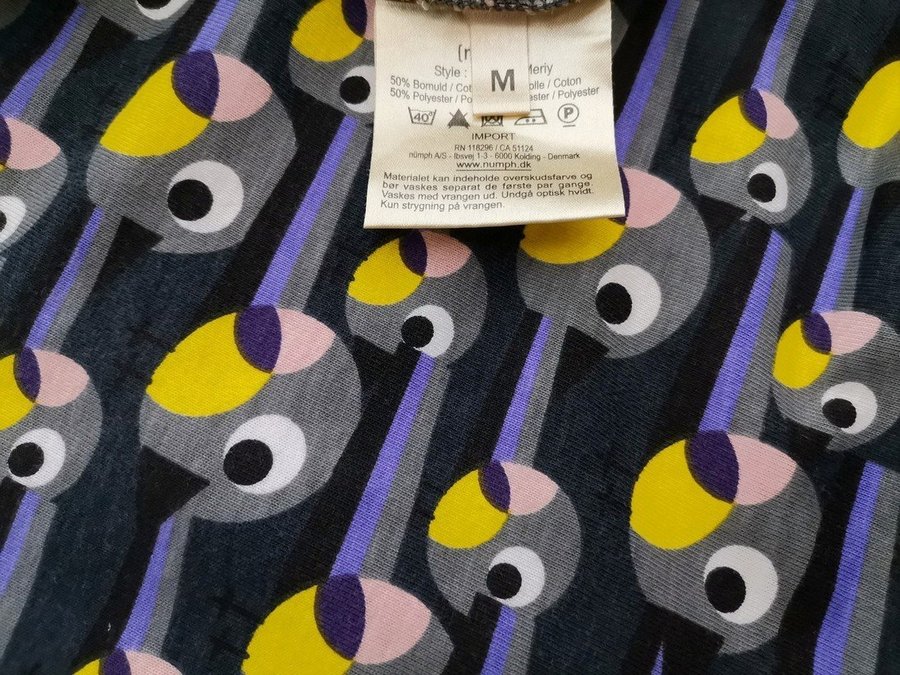 Style :
Meriy
M
50% Bomuld / Cot
olle / Cotton
50% Polyester / Po
ester / Polyester
40°
P
IMPORT
RN 118296 / CA 51124
nümph A/S - Ibsvej 1-3 - 6000 Kolding - Denmark
www.numph.dk
Materialet kan indeholde overskudsfarve og
bør vaskes separat de første par gange.
Vaskes med vrangen ud. Undgå optisk hvidt.
Kun strygning på vrangen.